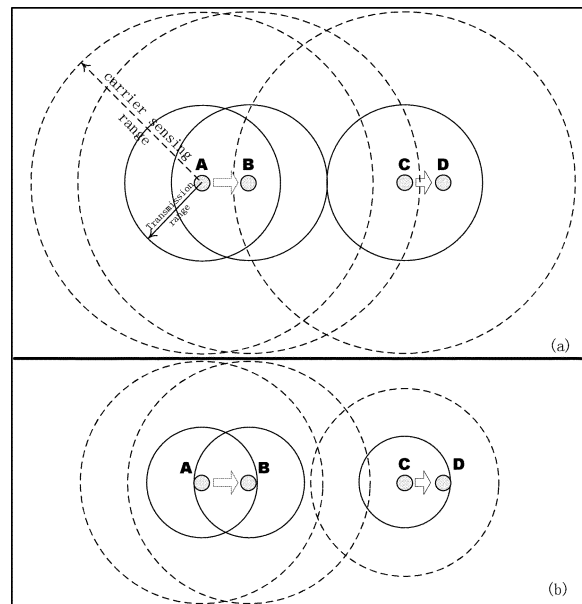 carrier sensing
range
A
B
C
D
Transmission
range
(a)
A
B
C
D
(b)